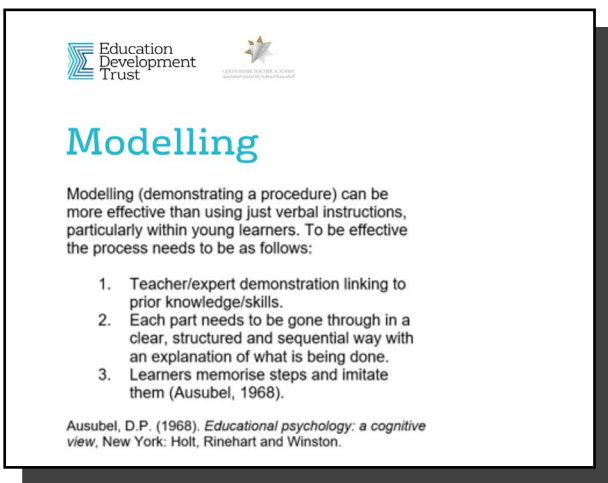 Education
Development
Trust
QUEEN RANIA TEACHER ACADEMY
Modelling
Modelling (demonstrating a procedure) can be
more effective than using just verbal instructions,
particularly within young learners. To be effective
the process needs to be as follows:
1. Teacher/expert demonstration linking to
prior knowledge/skills.
2. Each part needs to be gone through in a
clear, structured and sequential way with
an explanation of what is being done.
3. Learners memorise steps and imitate
them (Ausubel, 1968).
Ausubel, D.P. (1968). Educational psychology: a cognitive
view, New York: Holt, Rinehart and Winston.